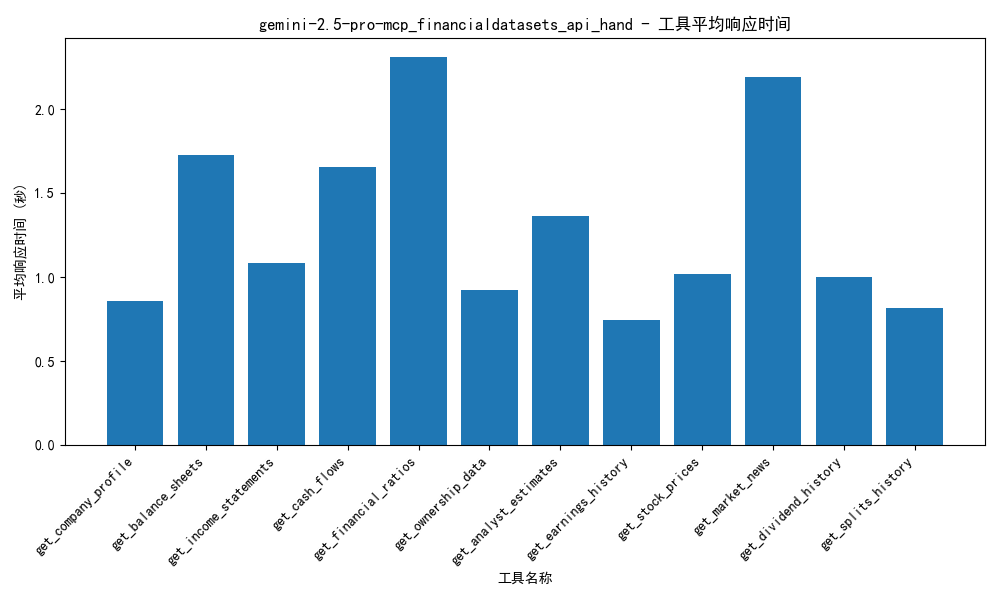 gemini-2.5-pro-mcp_financialdatasets_api_hand - 工具平均响应时间
平均响应时间 (秒)
2.0
1.5
1.0
0.5
0.0
get_company_profile
get_balance_sheets
get_income_statements
get_cash_flows
get_financial_ratios
get_ownership_data
get_analyst_estimates
get_earnings_history
get_stock_prices
get_market_news
get_dividend_history
get_splits_history
工具名称